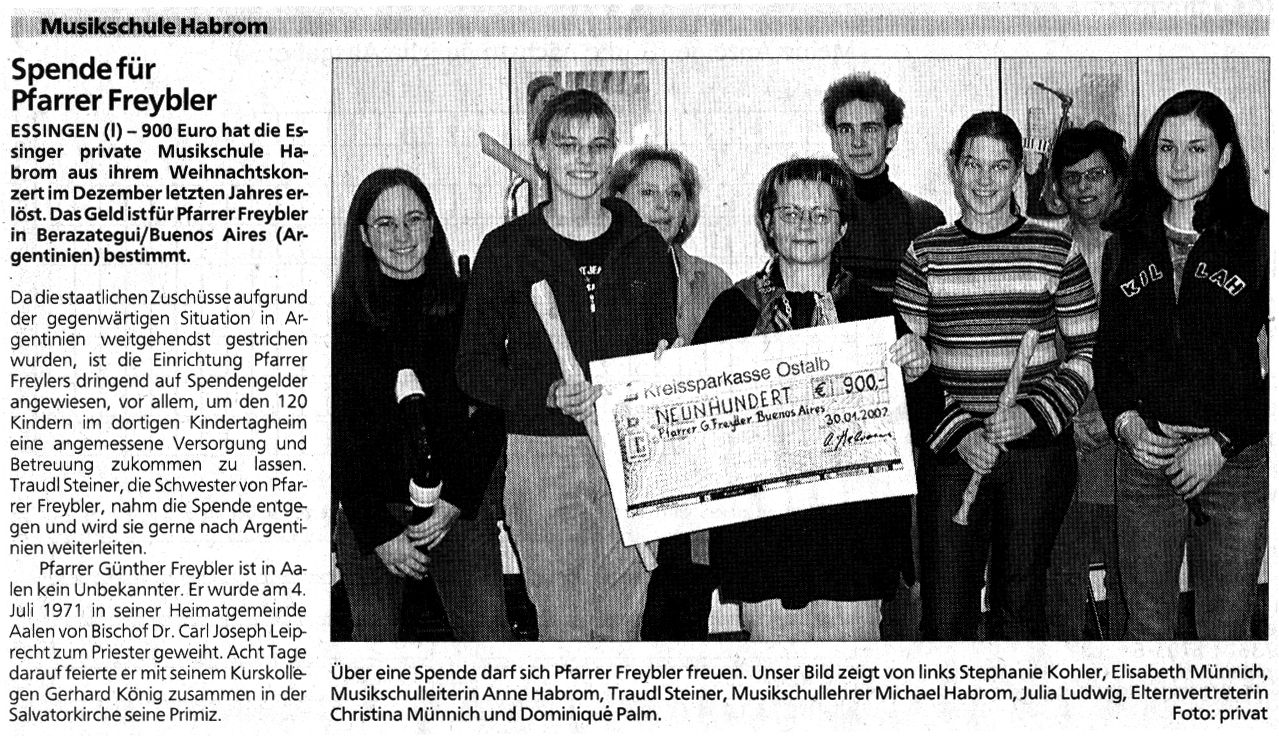 Musikschule Habrom
Spende für
Pfarrer Freybler
ESSINGEN (l) – 900 Euro hat die Es-
singer private Musikschule Ha-
brom aus ihrem Weihnachtskon-
zert im Dezember letzten Jahres er-
löst. Das Geld ist für Pfarrer Freybler
in Berazategui/Buenos Aires (Ar-
gentinien) bestimmt.
Da die staatlichen Zuschüsse aufgrund
der gegenwärtigen Situation in Ar-
gentinien weitgehendst gestrichen
wurden, ist die Einrichtung Pfarrer
Freylers dringend auf Spendengelder
angewiesen, vor allem, um den 120
Kindern im dortigen Kindertagheim
eine angemessene Versorgung und
Betreuung zukommen zu lassen.
Traudl Steiner, die Schwester von Pfar-
rer Freybler, nahm die Spende entge-
gen und wird sie gerne nach Argenti-
nien weiterleiten.
Pfarrer Günther Freybler ist in Aa-
len kein Unbekannter. Er wurde am 4.
Juli 1971 in seiner Heimatgemeinde
Aalen von Bischof Dr. Carl Joseph Leip-
recht zum Priester geweiht. Acht Tage
darauf feierte er mit seinem Kurskolle-
gen Gerhard König zusammen in der
Salvatorkirche seine Primiz.
KIL LAH
Kreissparkasse Ostalb
NEUNHUNDERT € 900,-
Pfarrer G. Freybler Buenos Aires
30.01.2002
Über eine Spende darf sich Pfarrer Freybler freuen. Unser Bild zeigt von links Stephanie Kohler, Elisabeth Münnich,
Musikschulleiterin Anne Habrom, Traudl Steiner, Musikschullehrer Michael Habrom, Julia Ludwig, Elternvertreterin
Christina Münnich und Dominique Palm. Foto: privat